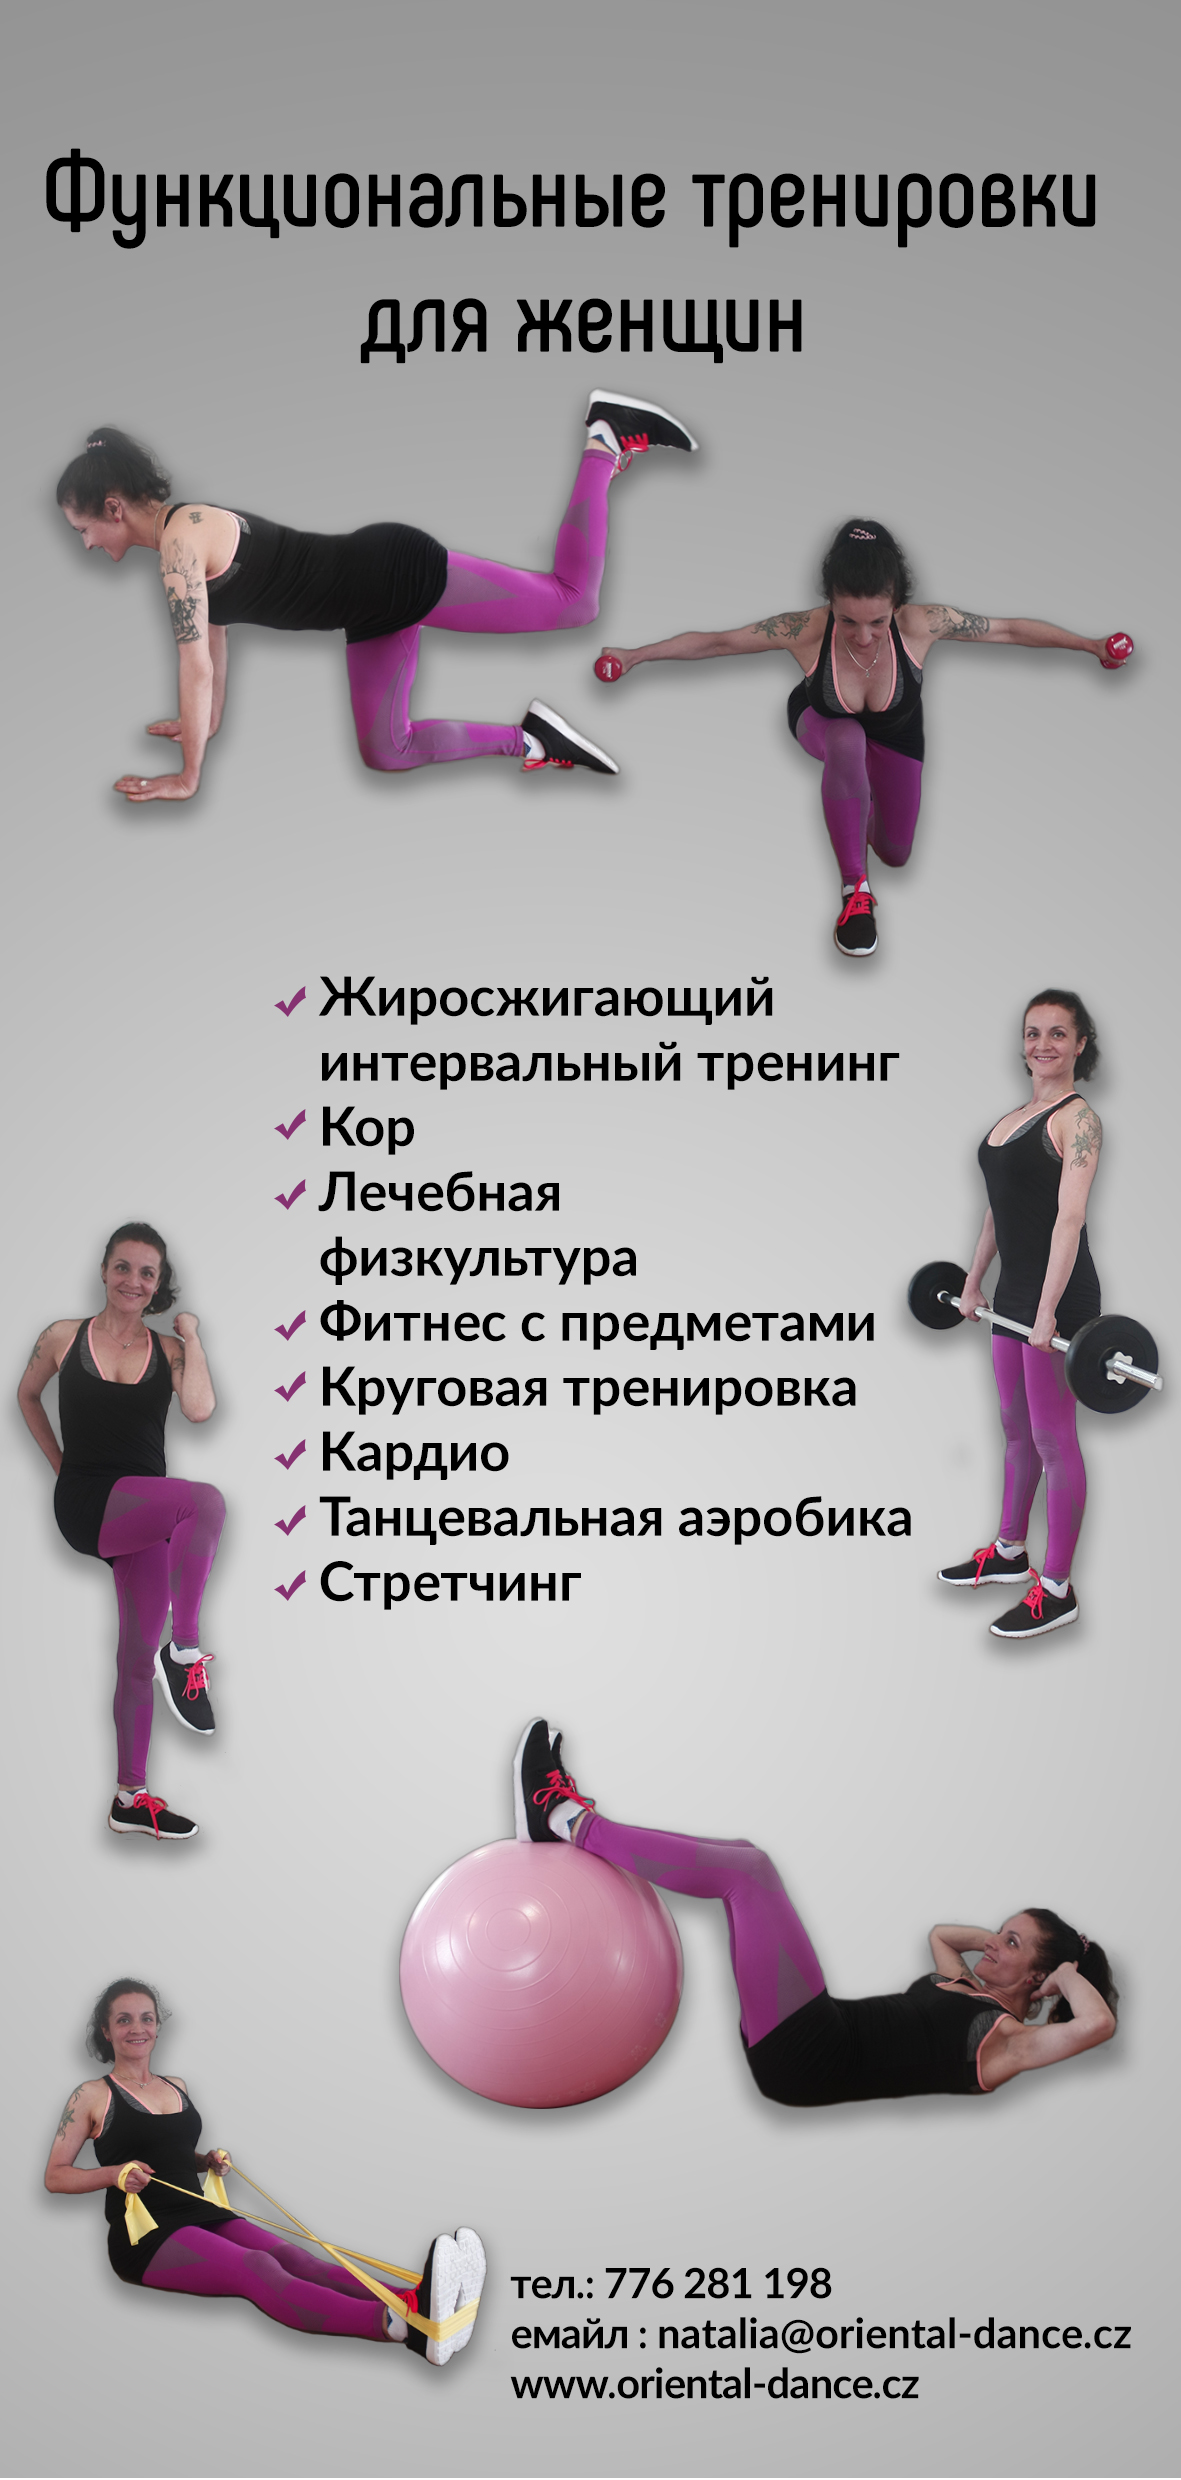 Функциональные тренировки
для женщин
Жиросжигающий
интервальный тренинг
Кор
Лечебная
физкультура
Фитнес с предметами
Круговая тренировка
Кардио
Танцевальная аэробика
Стретчинг
тел.: 776 281 198
емайл : natalia@oriental-dance.cz
www.oriental-dance.cz